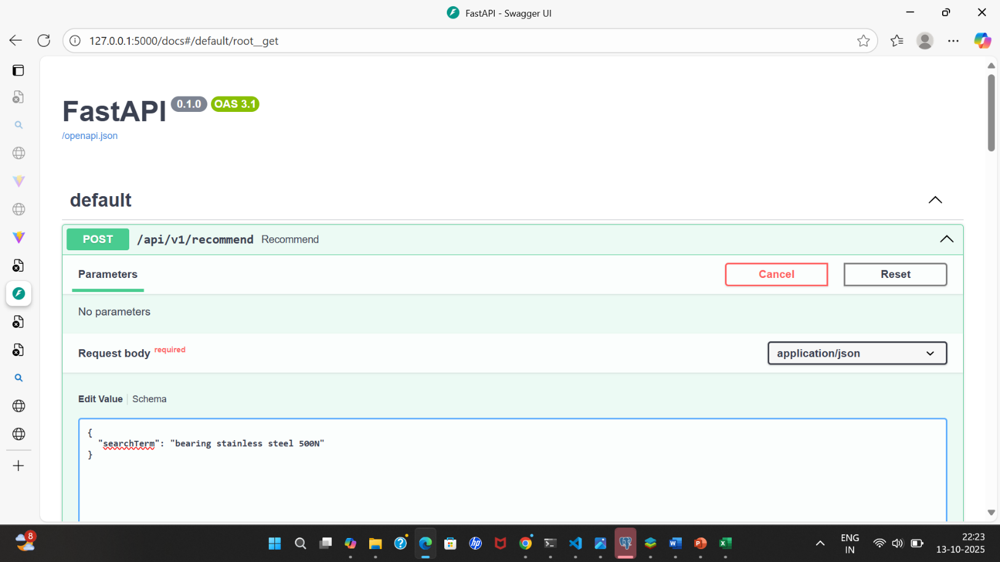 FastAPI - Swagger UI
127.0.0.1:5000/docs#/default/root__get
FastAPI 0.1.0 OAS 3.1
/openapi.json
default
POST /api/v1/recommend Recommend
Parameters
Cancel
Reset
No parameters
Request body required
application/json
Edit Value
Schema
{
"searchTerm": "bearing stainless steel 500N"
}
8
ENG
IN
22:23
13-10-2025